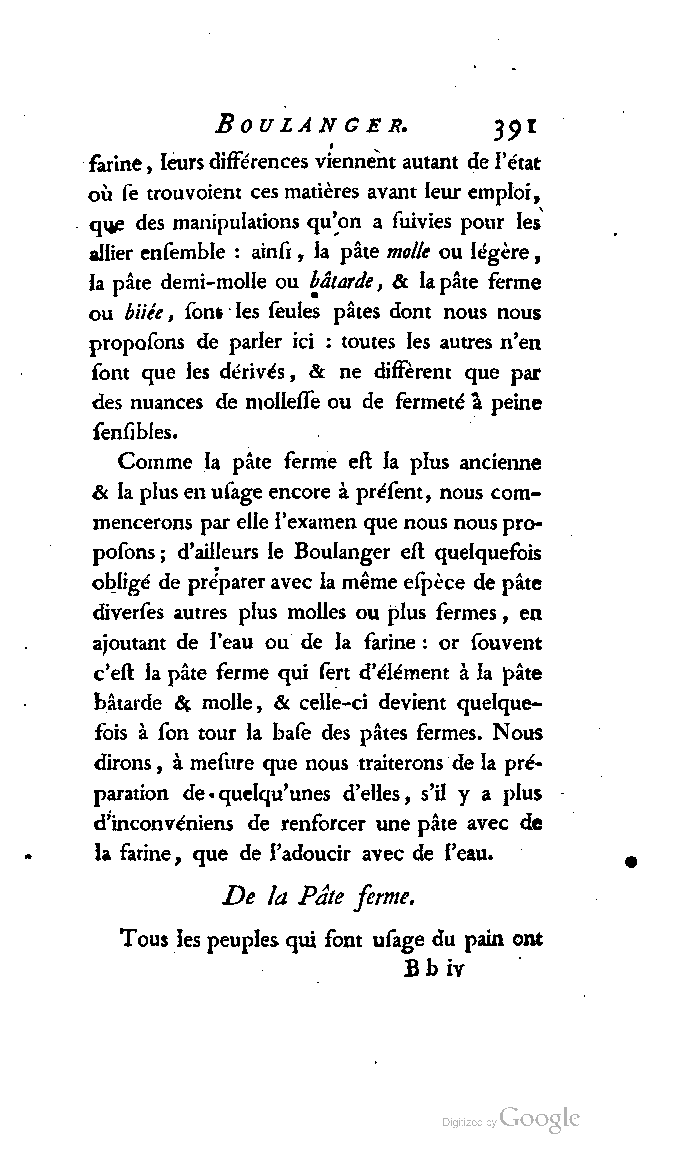 BOULANGER. 391
farine, leurs différences viennent autant de l'état
où ſe trouvoient ces matières avant leur emploi,
que des manipulations qu'on a ſuivies pour les
allier enſemble : ainſi, la pâte molle ou légère,
la pâte demi-molle ou bâtarde, & la pâte ferme
ou biiée, ſont les ſeules pâtes dont nous nous
propoſons de parler ici : toutes les autres n'en
ſont que les dérivés, & ne diffèrent que par
des nuances de molleſſe ou de fermeté à peine
ſenſibles.
Comme la pâte ferme eſt la plus ancienne
& la plus en uſage encore à préſent, nous com-
mencerons par elle l'examen que nous nous pro-
poſons ; d'ailleurs le Boulanger eſt quelquefois
obligé de préparer avec la même eſpèce de pâte
diverſes autres plus molles ou plus fermes, en
ajoutant de l'eau ou de la farine : or ſouvent
c'eſt la pâte ferme qui ſert d'élément à la pâte
bâtarde & molle, & celle-ci devient quelque-
fois à ſon tour la baſe des pâtes fermes. Nous
dirons, à meſure que nous traiterons de la pré-
paration de quelqu'unes d'elles, s'il y a plus
d'inconvéniens de renforcer une pâte avec de
la farine, que de l'adoucir avec de l'eau.
De la Pâte ferme.
Tous les peuples qui font uſage du pain ont
B b iv
Digitized by Google